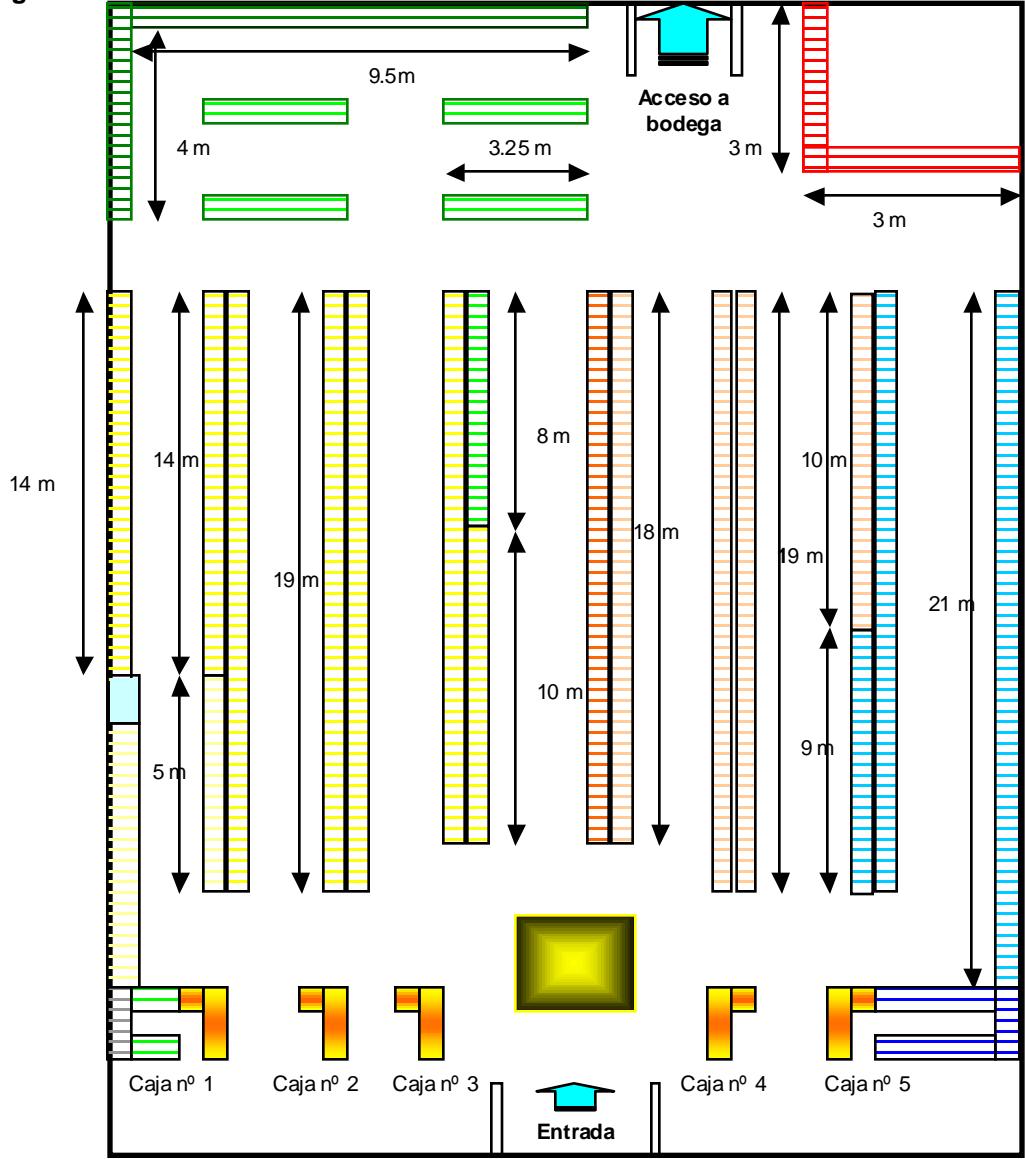 g
9.5m
Acceso a
bodega
4 m
3.25 m
3 m
3 m
14 m
14 m
19 m
8 m
10 m
18 m
19 m
10 m
9 m
21 m
5 m
Caja nº 1
Caja nº 2
Caja nº 3
Caja nº 4
Caja nº 5
Entrada